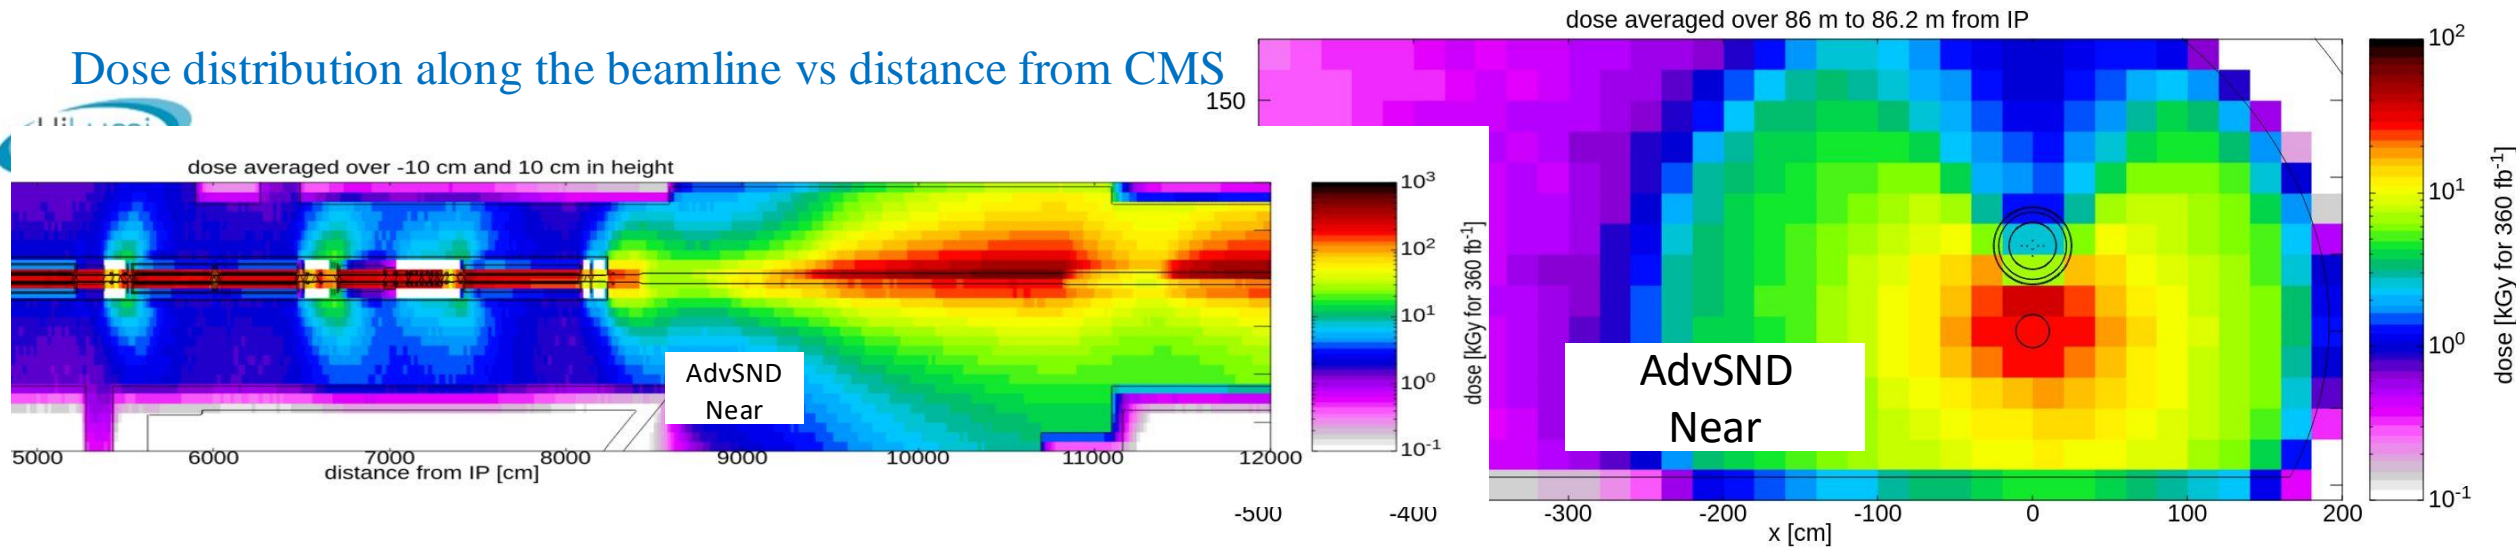 Dose distribution along the beamline vs distance from CMS
dose averaged over -10 cm and 10 cm in height
10³
10²
10¹
10⁰
10⁻¹
dose [kGy for 360 fb⁻¹]
AdvSND
Near
5000 6000 7000 8000 9000 10000 11000 12000
distance from IP [cm]
dose averaged over 86 m to 86.2 m from IP
150
AdvSND
Near
-500 -400 -300 -200 -100 0 100 200
x [cm]
10²
10¹
10⁰
10⁻¹
dose [kGy for 360 fb⁻¹]